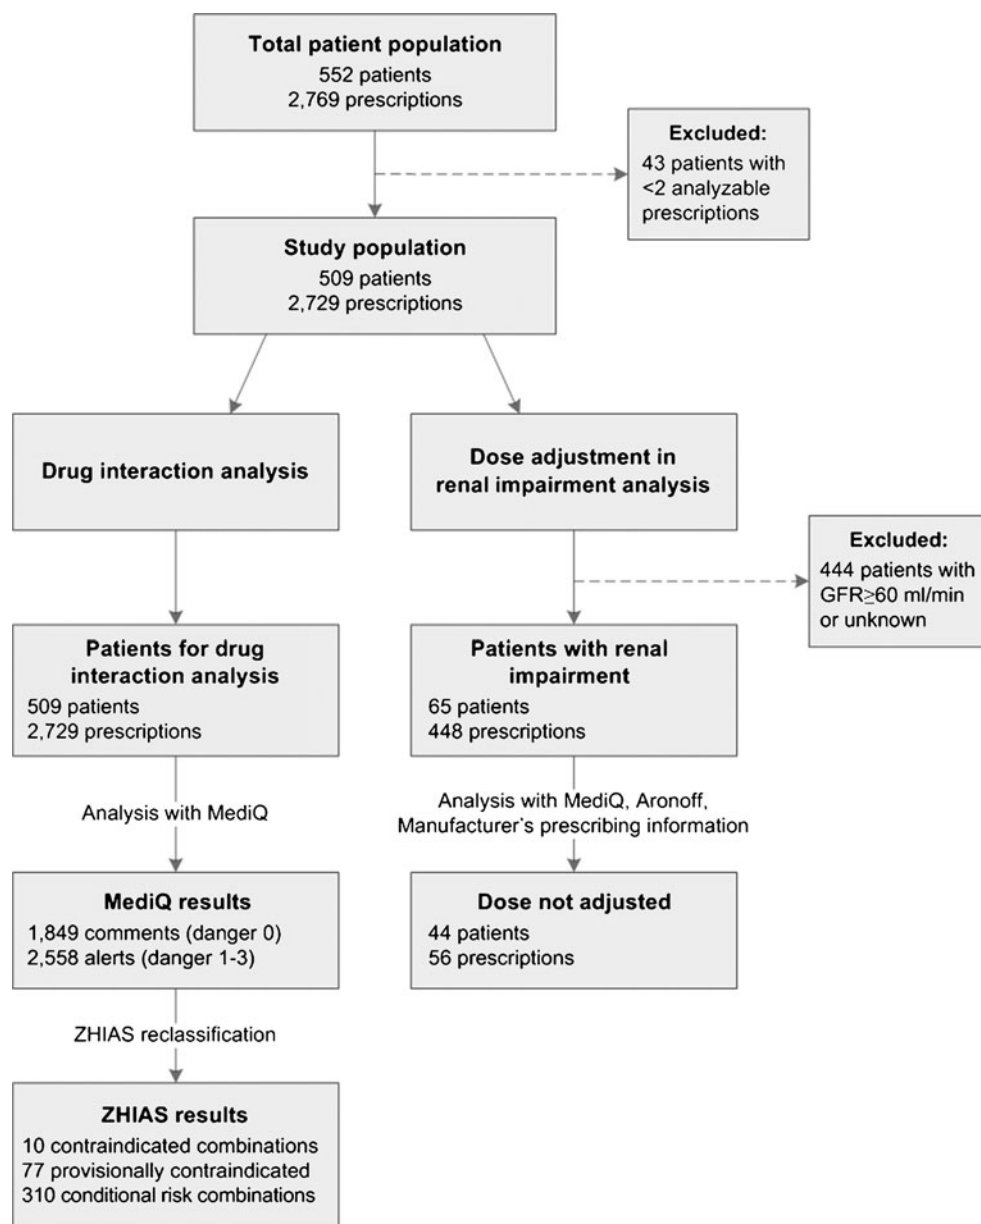 Total patient population
552 patients
2,769 prescriptions
Excluded:
43 patients with
<2 analyzable
prescriptions
Study population
509 patients
2,729 prescriptions
Drug interaction analysis
Dose adjustment in
renal impairment analysis
Excluded:
444 patients with
GFR≥60 ml/min
or unknown
Patients for drug
interaction analysis
509 patients
2,729 prescriptions
Patients with renal
impairment
65 patients
448 prescriptions
Analysis with MediQ
Analysis with MediQ, Aronoff,
Manufacturer's prescribing information
MediQ results
1,849 comments (danger 0)
2,558 alerts (danger 1-3)
Dose not adjusted
44 patients
56 prescriptions
ZHIAS reclassification
ZHIAS results
10 contraindicated combinations
77 provisionally contraindicated
310 conditional risk combinations